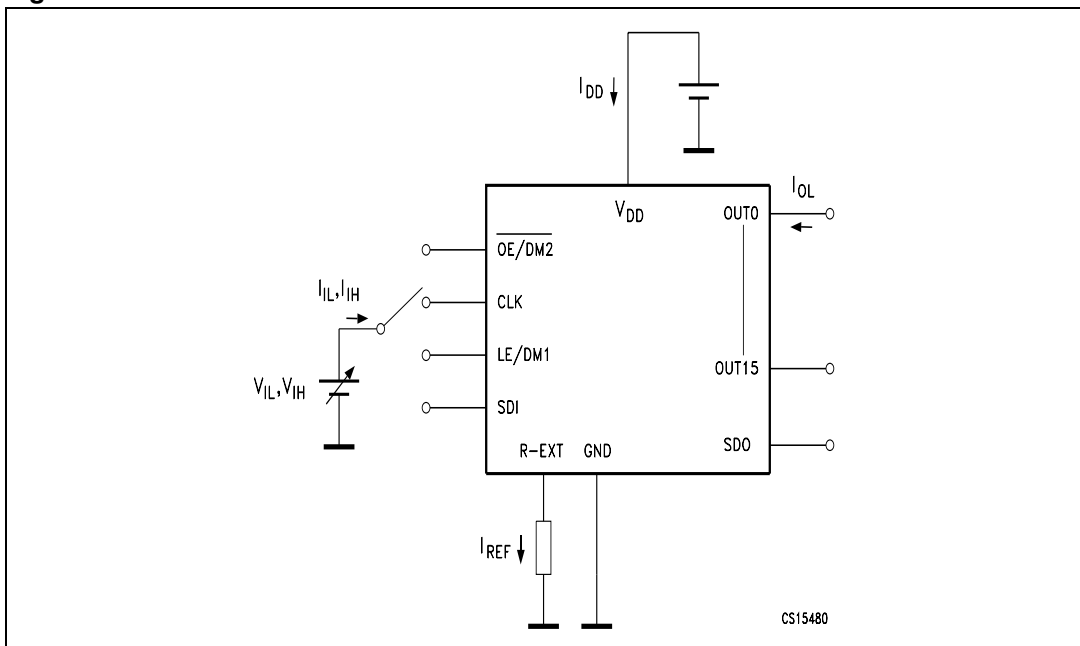 I_DD
V_DD
I_OL
OUT0
OE/DM2
CLK
I_IL,I_IH
LE/DM1
OUT15
V_IL,V_IH
SDI
SDO
R-EXT GND
I_REF
CS15480